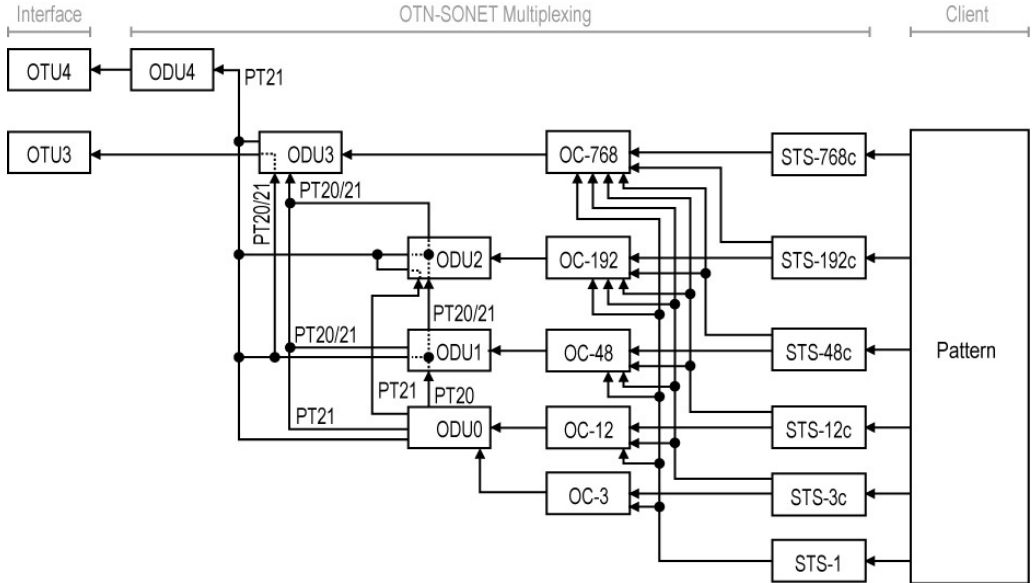 Interface
OTN-SONET Multiplexing
Client
OTU4
ODU4
PT21
OTU3
ODU3
OC-768
STS-768c
PT20/21
PT20/21
ODU2
OC-192
STS-192c
PT20/21
PT20/21
ODU1
OC-48
STS-48c
Pattern
PT21
PT20
PT21
ODU0
OC-12
STS-12c
OC-3
STS-3c
STS-1